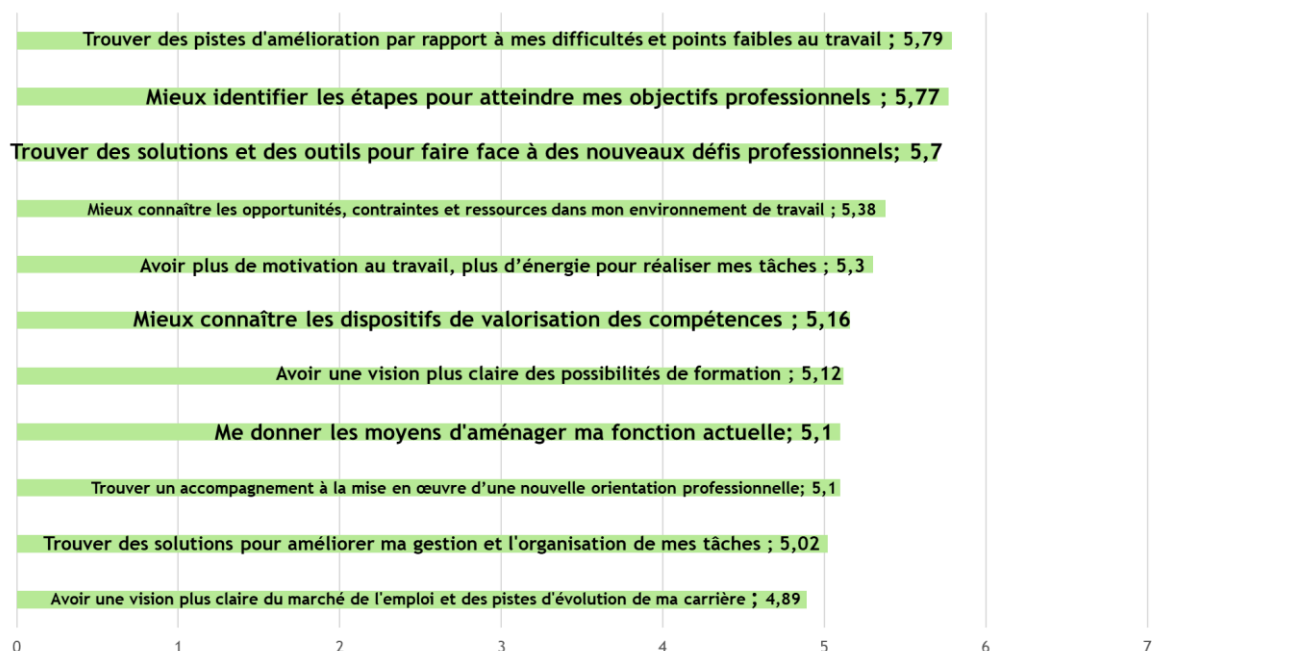 Trouver des pistes d'amélioration par rapport à mes difficultés et points faibles au travail ; 5,79
Mieux identifier les étapes pour atteindre mes objectifs professionnels ; 5,77
Trouver des solutions et des outils pour faire face à des nouveaux défis professionnels; 5,7
Mieux connaître les opportunités, contraintes et ressources dans mon environnement de travail ; 5,38
Avoir plus de motivation au travail, plus d’énergie pour réaliser mes tâches ; 5,3
Mieux connaître les dispositifs de valorisation des compétences ; 5,16
Avoir une vision plus claire des possibilités de formation ; 5,12
Me donner les moyens d'aménager ma fonction actuelle; 5,1
Trouver un accompagnement à la mise en œuvre d’une nouvelle orientation professionnelle; 5,1
Trouver des solutions pour améliorer ma gestion et l'organisation de mes tâches ; 5,02
Avoir une vision plus claire du marché de l'emploi et des pistes d'évolution de ma carrière ; 4,89
0 1 2 3 4 5 6 7